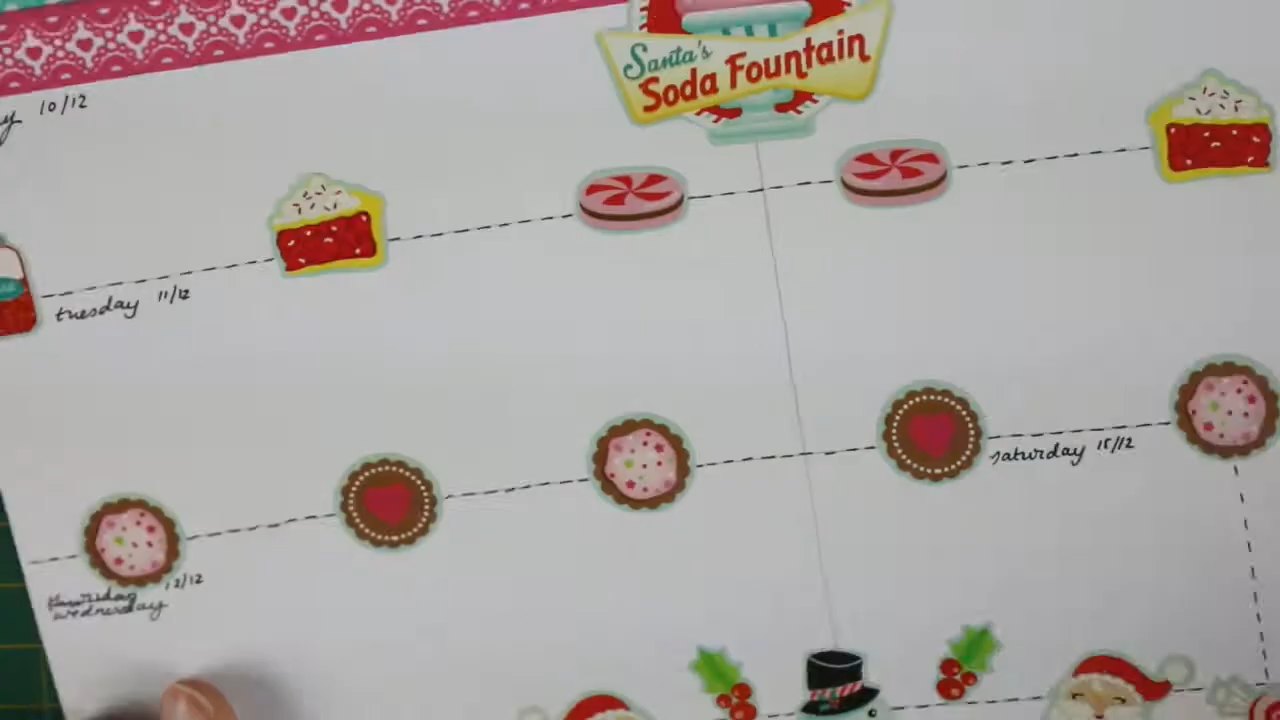 10/12
Santa's
Soda Fountain
tuesday 11/12
saturday 15/12
12/12
wednesday